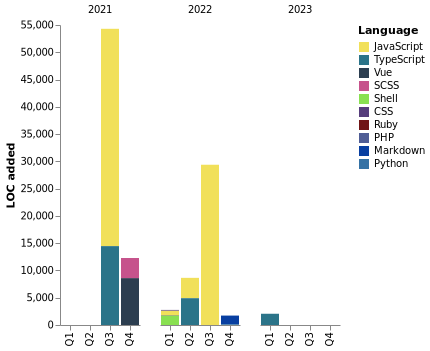 2021 2022 2023
55,000
50,000
45,000
40,000
35,000
30,000
25,000
20,000
15,000
10,000
5,000
0
LOC added
Q1 Q2 Q3 Q4 Q1 Q2 Q3 Q4 Q1 Q2 Q3 Q4
Language
JavaScript
TypeScript
Vue
SCSS
Shell
CSS
Ruby
PHP
Markdown
Python